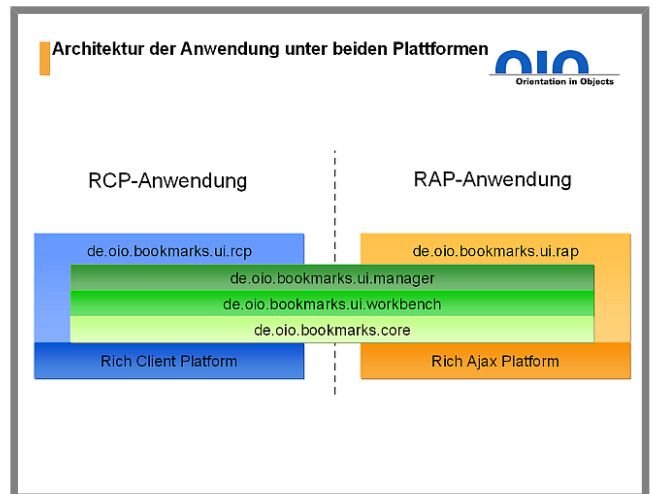 Architektur der Anwendung unter beiden Plattformen
OIO
Orientation in Objects
RCP-Anwendung
RAP-Anwendung
de.oio.bookmarks.ui.rcp
de.oio.bookmarks.ui.rap
de.oio.bookmarks.ui.manager
de.oio.bookmarks.ui.workbench
de.oio.bookmarks.core
Rich Client Platform
Rich Ajax Platform